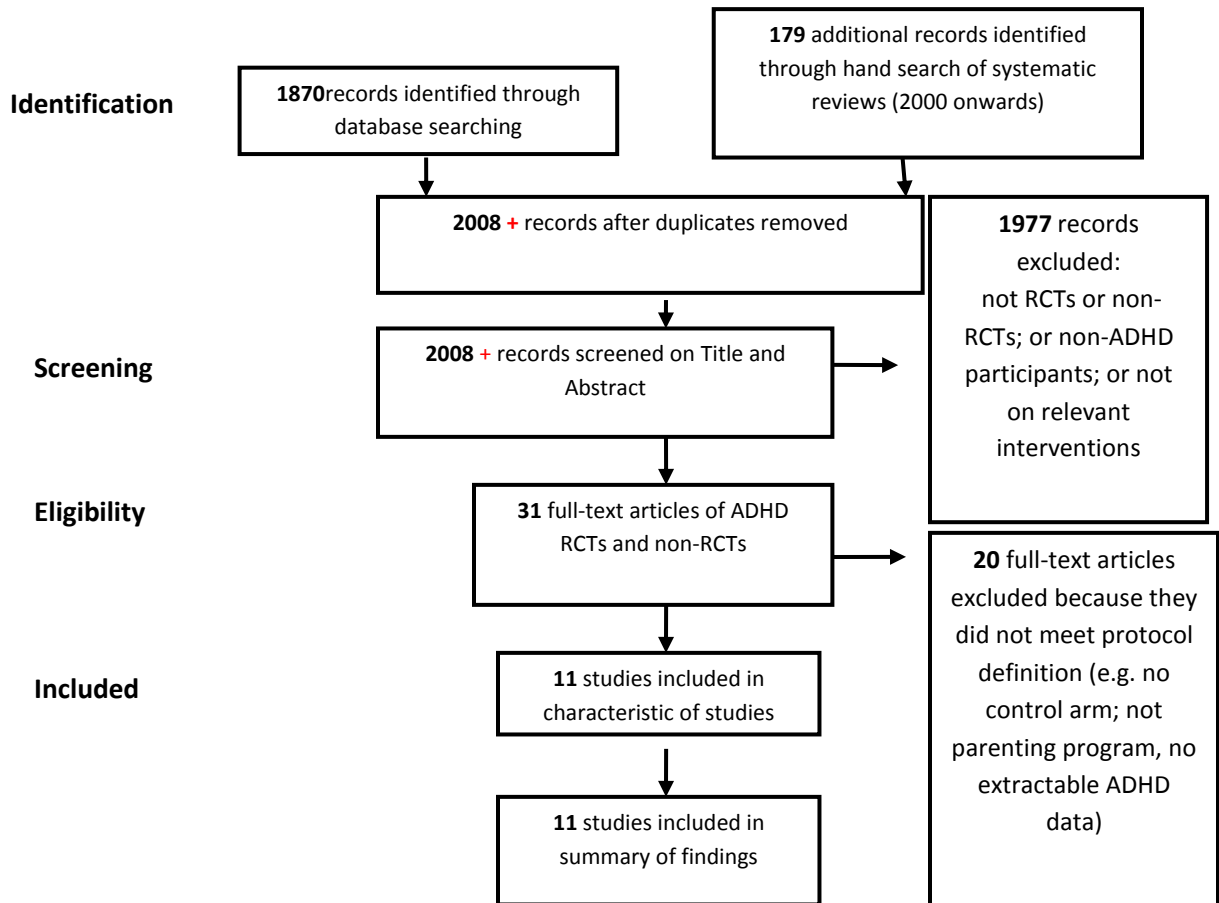 Identification
1870records identified through
database searching
179 additional records identified
through hand search of systematic
reviews (2000 onwards)
2008 + records after duplicates removed
1977 records
excluded:
not RCTs or non-
RCTs; or non-ADHD
participants; or not
on relevant
interventions
Screening
2008 + records screened on Title and
Abstract
Eligibility
31 full-text articles of ADHD
RCTs and non-RCTs
20 full-text articles
excluded because they
did not meet protocol
definition (e.g. no
control arm; not
parenting program, no
extractable ADHD
data)
Included
11 studies included in
characteristic of studies
11 studies included in
summary of findings